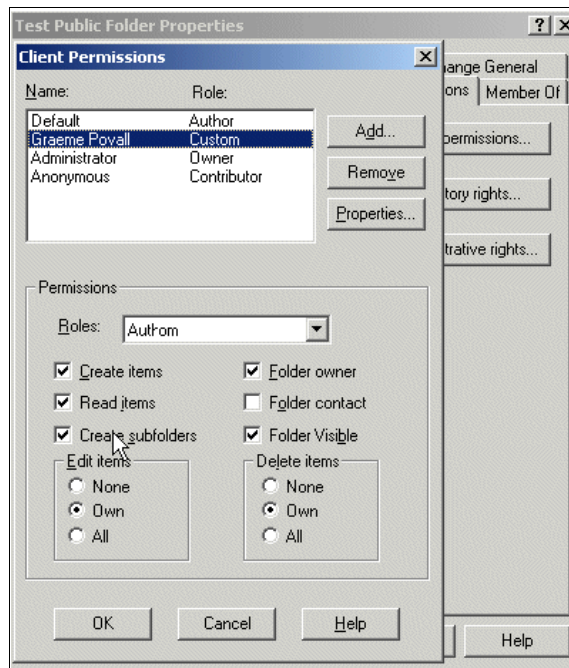 Test Public Folder Properties
Client Permissions
ange General
ons Member Of
Name: Role:
Default Author
Graeme Povall Custom
Administrator Owner
Anonymous Contributor
Add...
Remove
Properties...
permissions...
tory rights...
trative rights...
Permissions
Roles: Authom
Create items Folder owner
Read items Folder contact
Create subfolders Folder Visible
Edit items Delete items
None None
Own Own
All All
OK Cancel Help
Help